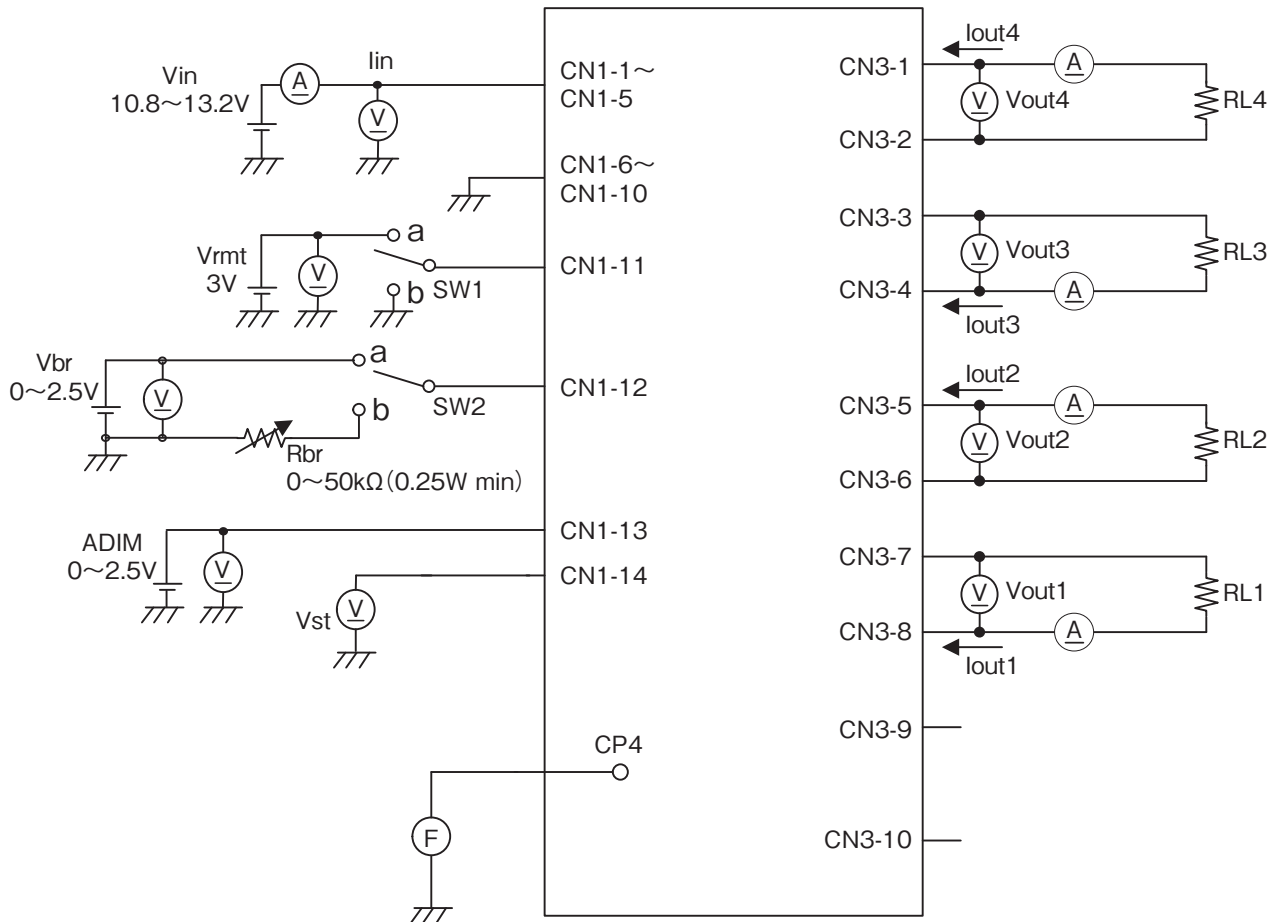 Vin
10.8～13.2V
A
Iin
V
CN1-1～
CN1-5
CN1-6～
CN1-10
Vrmt
3V
V
a
b
SW1
CN1-11
Vbr
0～2.5V
V
a
b
SW2
CN1-12
Rbr
0～50kΩ(0.25W min)
ADIM
0～2.5V
V
CN1-13
Vst
V
CN1-14
CP4
F
Iout4
CN3-1
A
V
Vout4
RL4
CN3-2
CN3-3
V
Vout3
RL3
CN3-4
A
Iout3
Iout2
CN3-5
A
V
Vout2
RL2
CN3-6
CN3-7
V
Vout1
RL1
CN3-8
A
Iout1
CN3-9
CN3-10